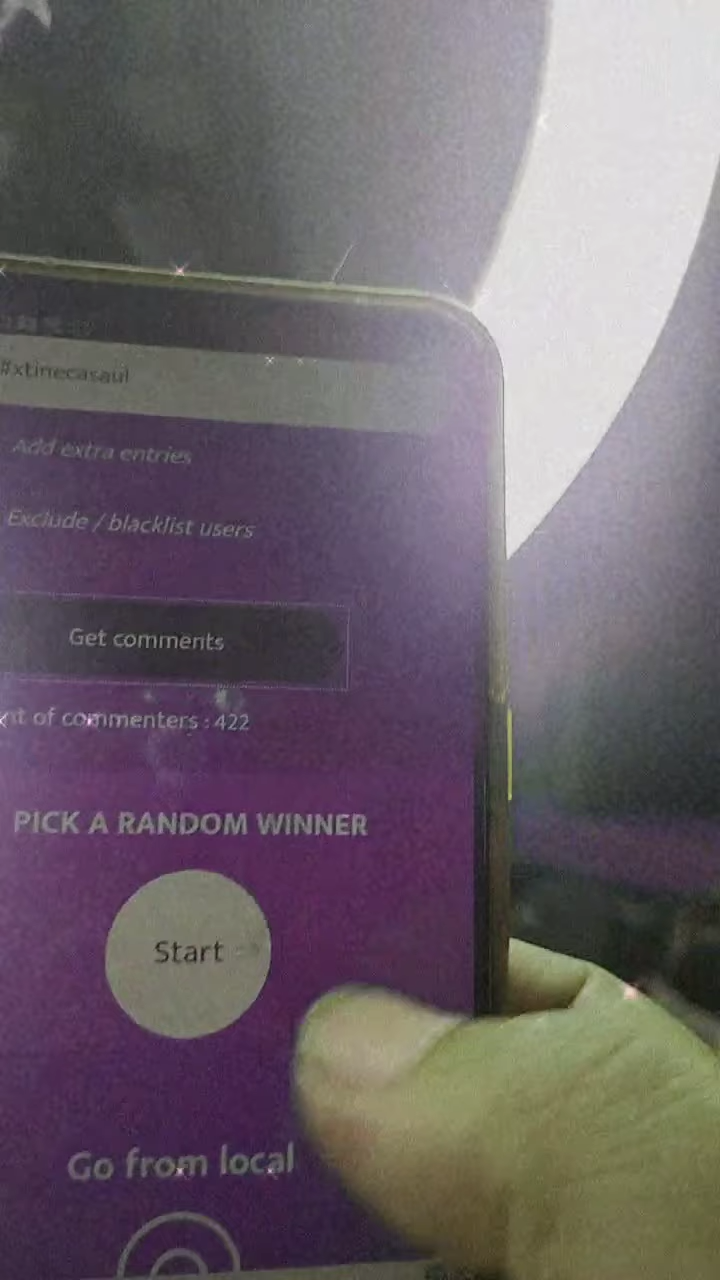 #xtinecasaul
Add extra entries
Exclude / blacklist users
Get comments
nt of commenters : 422
PICK A RANDOM WINNER
Start
Go from local